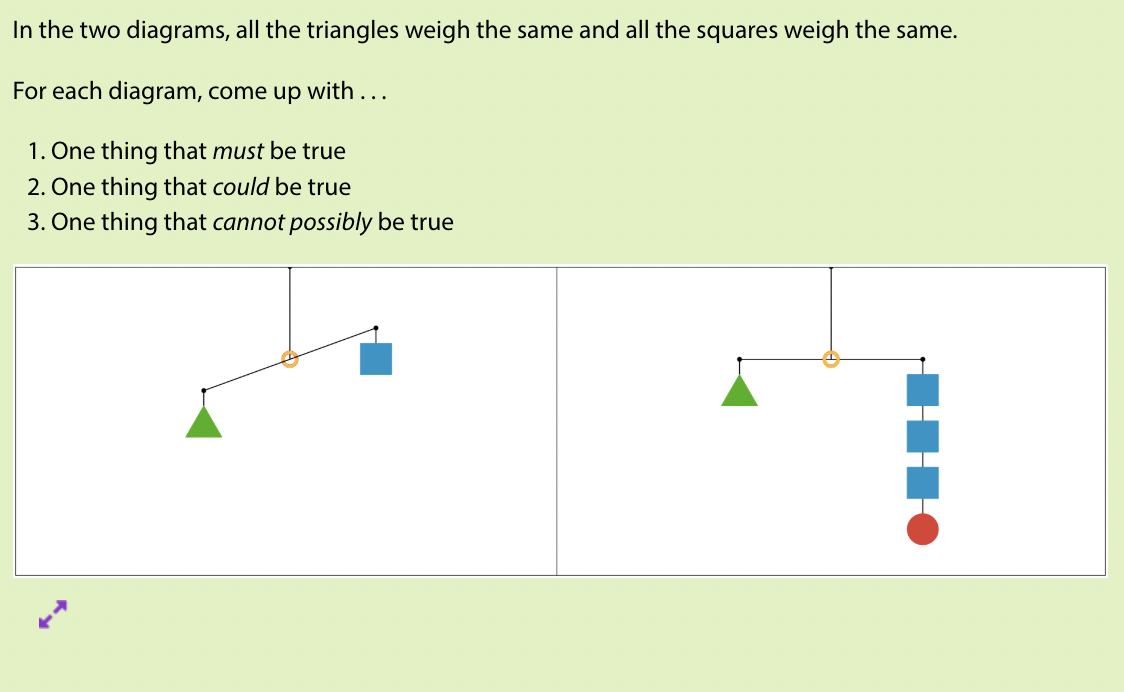 In the two diagrams, all the triangles weigh the same and all the squares weigh the same.
For each diagram, come up with . . .
1. One thing that must be true
2. One thing that could be true
3. One thing that cannot possibly be true